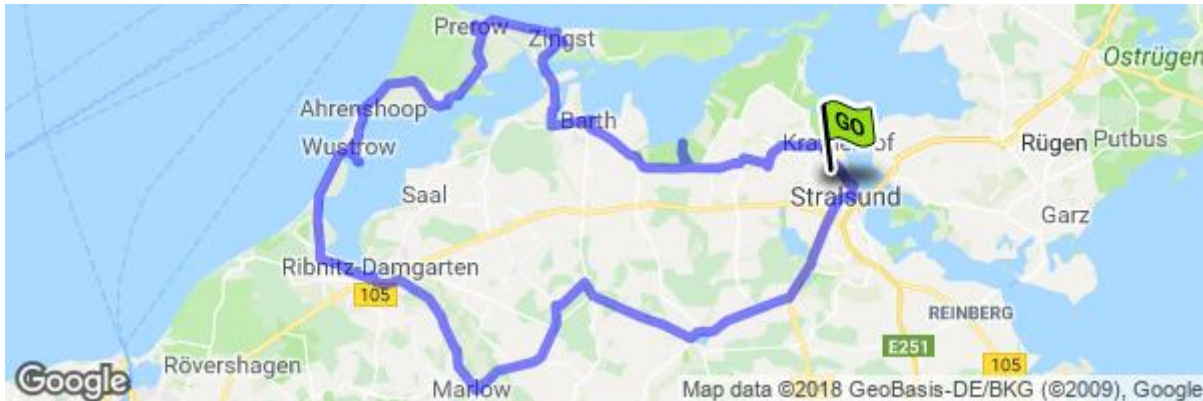 Prerow
Zingst
Ostrügen
Ahrenshoop
Barth
GO
Wustrow
Rügen
Putbus
Saal
Stralsund
Garz
Ribnitz-Damgarten
105
REINBERG
Rövershagen
E251
105
Google
Marlow
Map data ©2018 GeoBasis-DE/BKG (©2009), Google